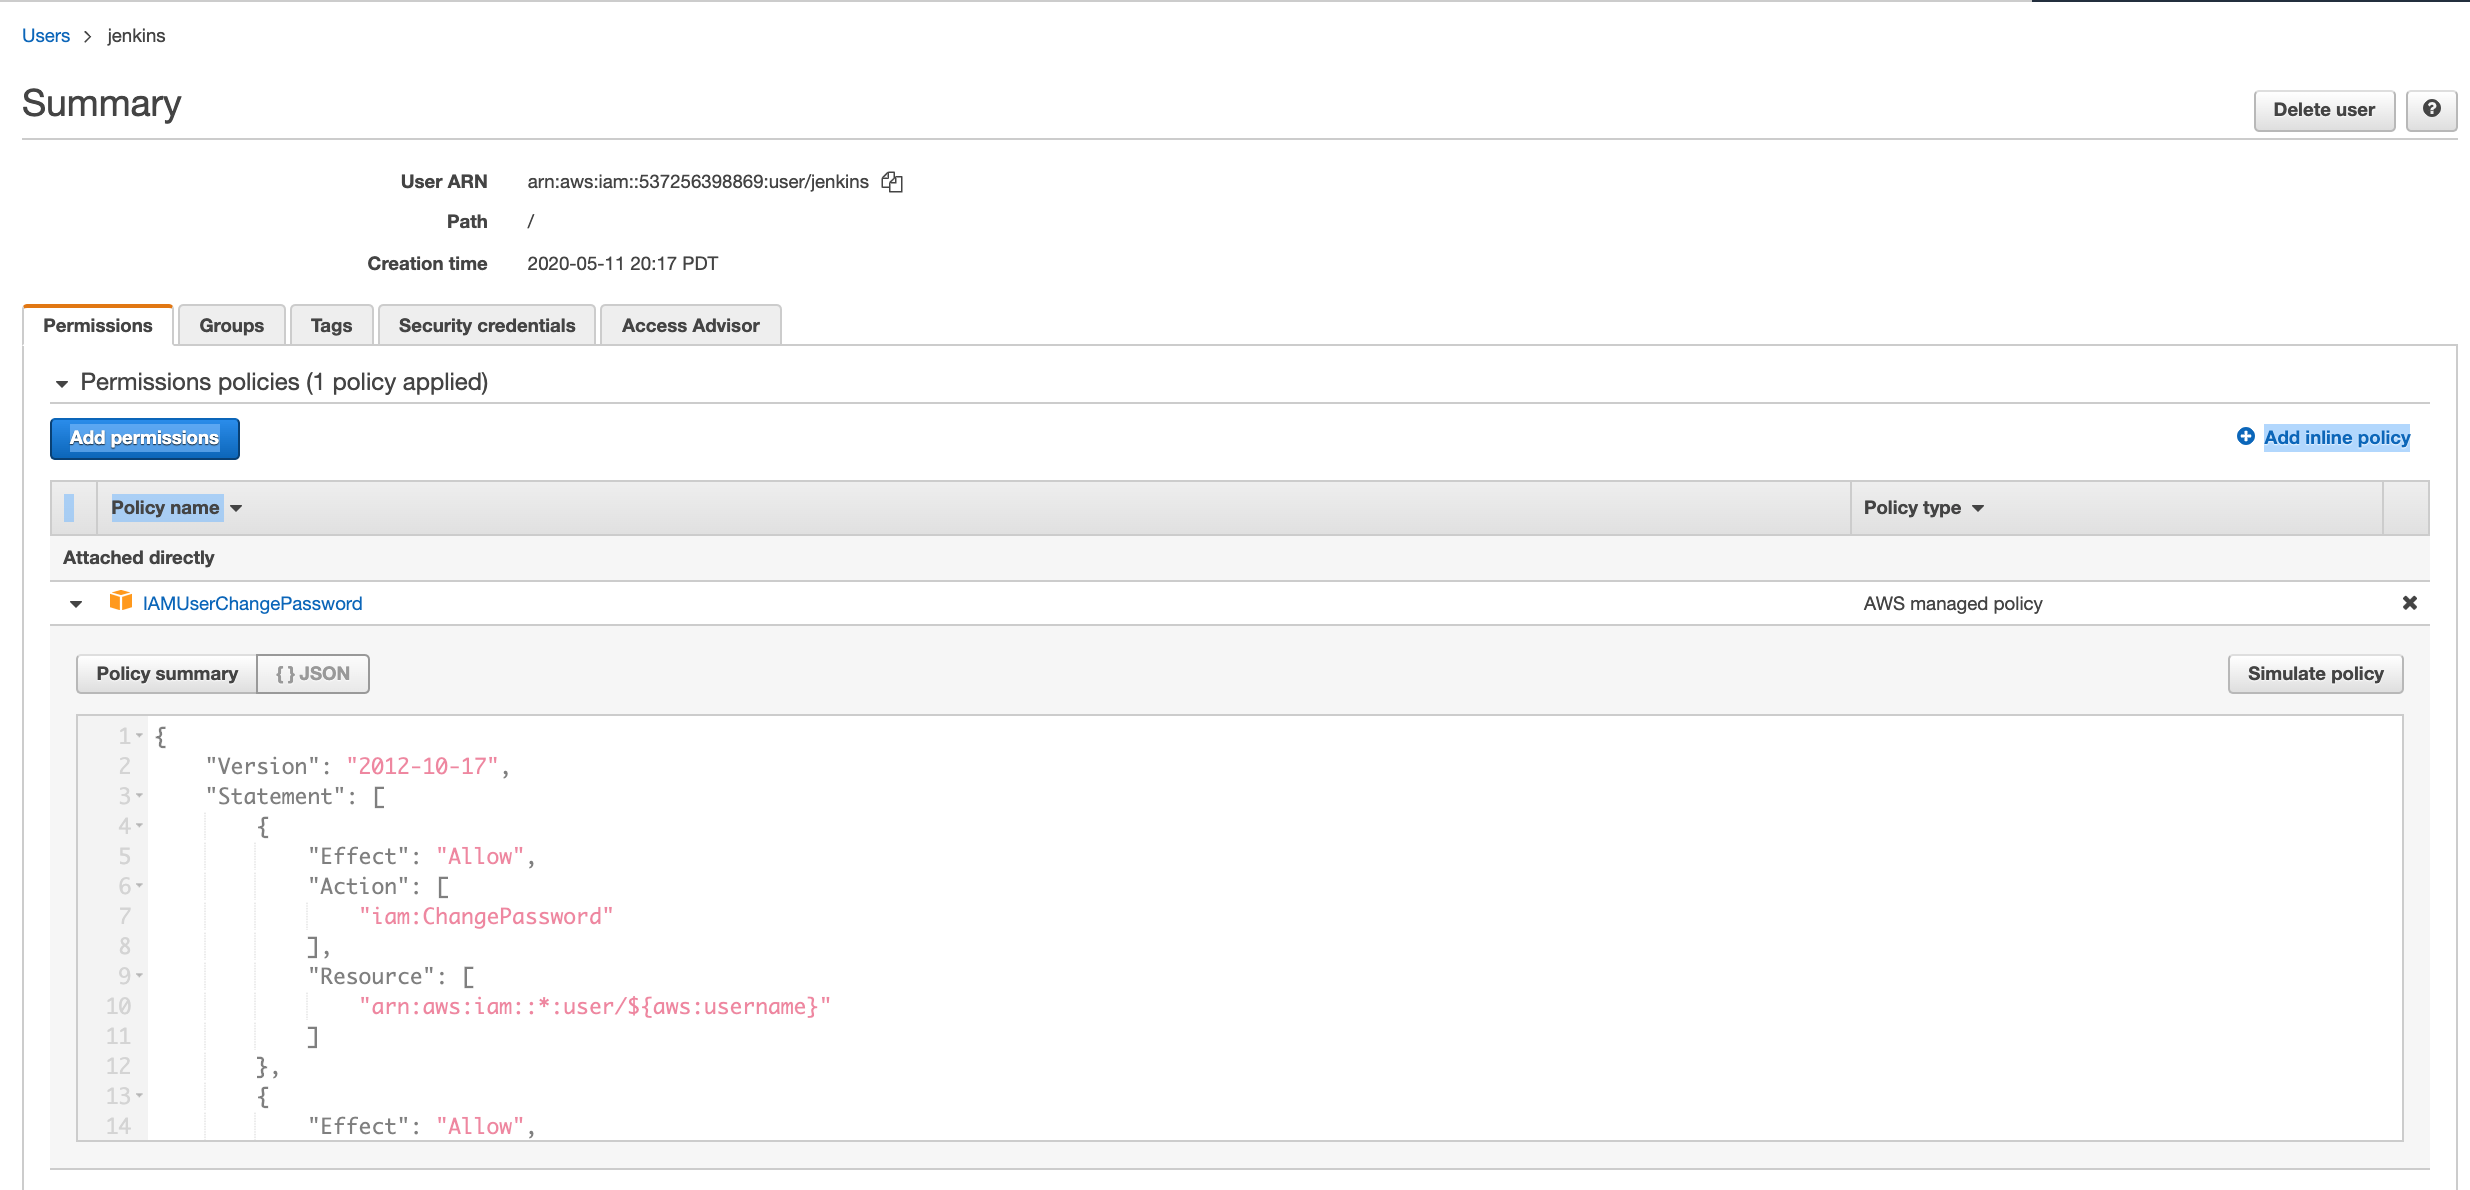 Users > jenkins
Summary
Delete user
User ARN arn:aws:iam::537256398869:user/jenkins
Path /
Creation time 2020-05-11 20:17 PDT
Permissions Groups Tags Security credentials Access Advisor
Permissions policies (1 policy applied)
Add permissions Add inline policy
Policy name Policy type
Attached directly
IAMUserChangePassword AWS managed policy
Policy summary { } JSON Simulate policy
1 {
2 "Version": "2012-10-17",
3 "Statement": [
4 {
5 "Effect": "Allow",
6 "Action": [
7 "iam:ChangePassword"
8 ],
9 "Resource": [
10 "arn:aws:iam::*:user/${aws:username}"
11 ]
12 },
13 {
14 "Effect": "Allow",